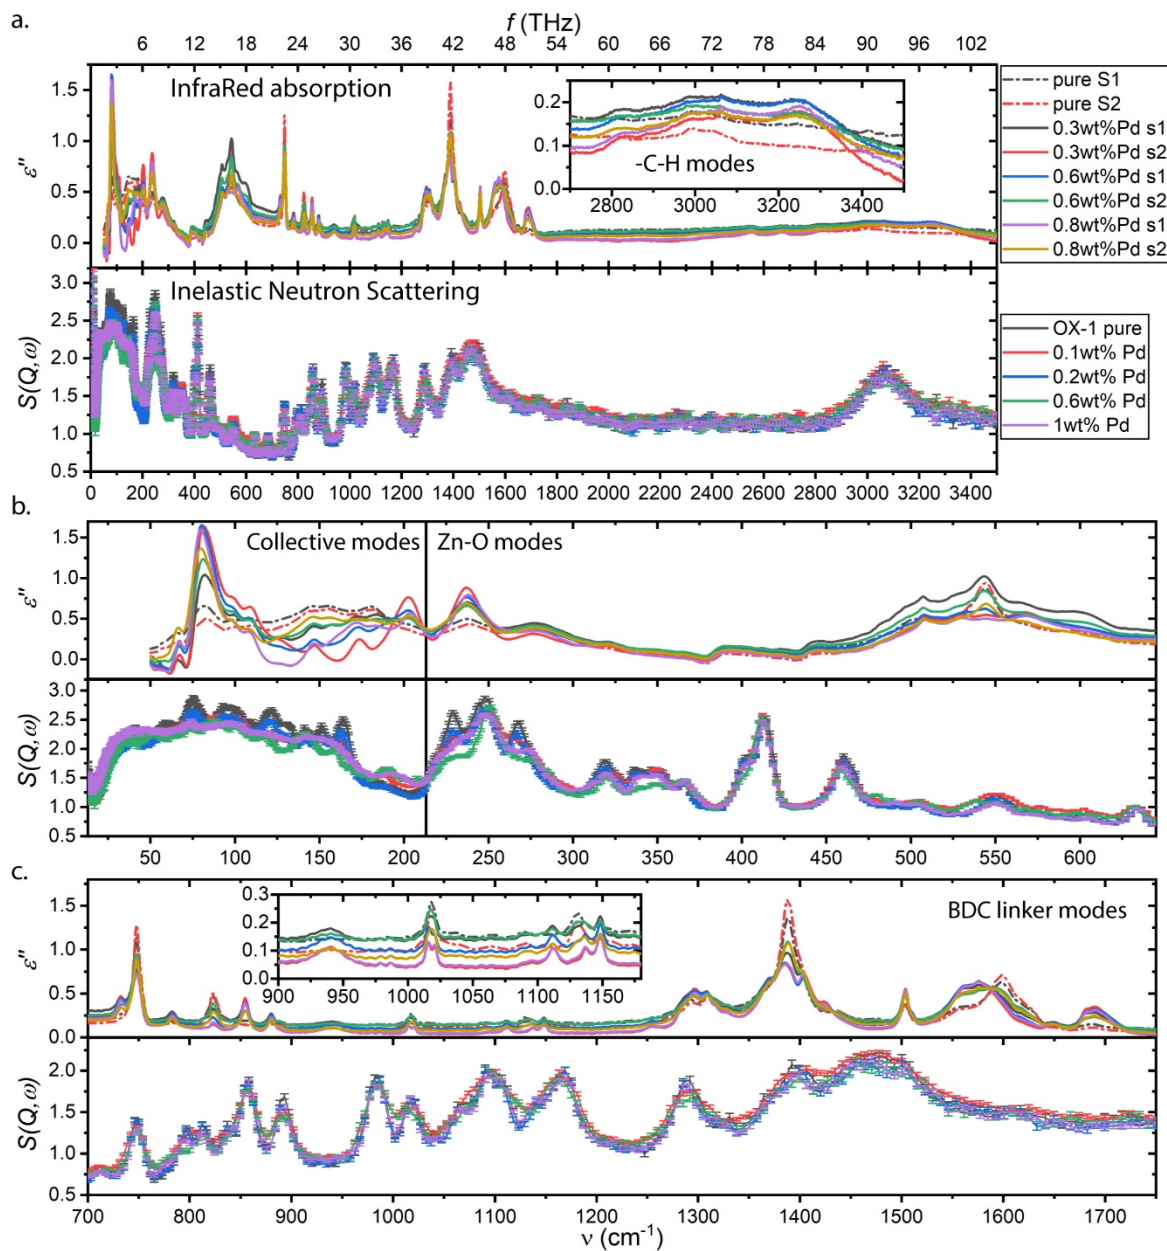 a.
f (THz)
6 12 18 24 30 36 42 48 54 60 66 72 78 84 90 96 102
InfraRed absorption
ε"
1.5
1.0
0.5
0.0
0.2
0.1
0.0
-C-H modes
2800 3000 3200 3400
pure S1
pure S2
0.3wt%Pd s1
0.3wt%Pd s2
0.6wt%Pd s1
0.6wt%Pd s2
0.8wt%Pd s1
0.8wt%Pd s2
Inelastic Neutron Scattering
S(Q,ω)
3.0
2.5
2.0
1.5
1.0
0.5
0 200 400 600 800 1000 1200 1400 1600 1800 2000 2200 2400 2600 2800 3000 3200 3400
OX-1 pure
0.1wt% Pd
0.2wt% Pd
0.6wt% Pd
1wt% Pd
b.
Collective modes
Zn-O modes
ε"
1.5
1.0
0.5
0.0
S(Q,ω)
3.0
2.5
2.0
1.5
1.0
0.5
50 100 150 200 250 300 350 400 450 500 550 600
c.
BDC linker modes
ε"
1.5
1.0
0.5
0.0
0.3
0.2
0.1
0.0
900 950 1000 1050 1100 1150
S(Q,ω)
2.0
1.5
1.0
0.5
700 800 900 1000 1100 1200 1300 1400 1500 1600 1700
ν (cm⁻¹)